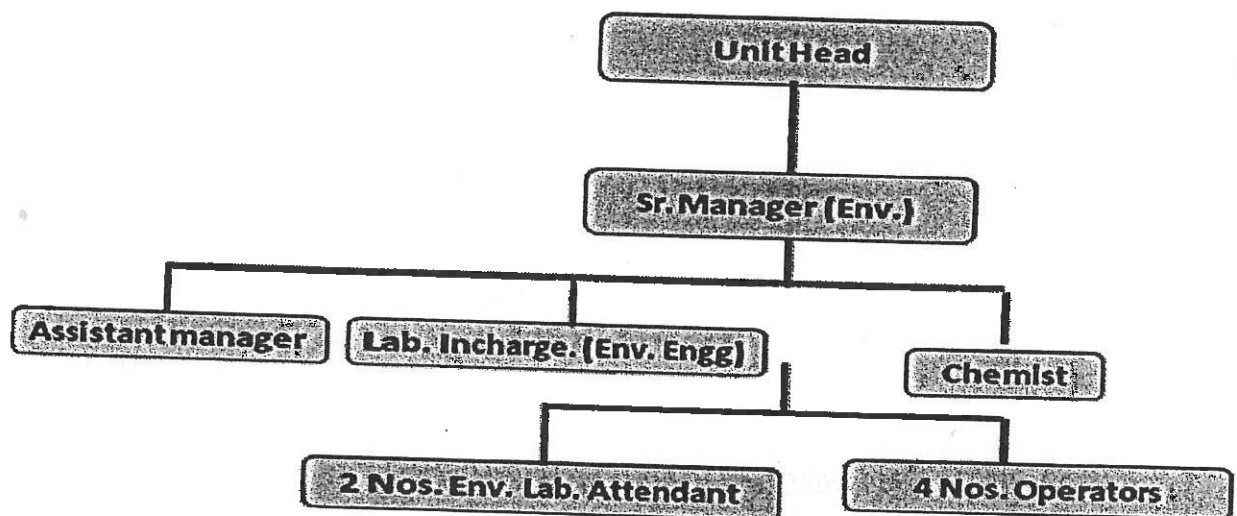 Unit Head
Sr. Manager (Env.)
Assistant manager
Lab. Incharge. (Env. Engg)
Chemist
2 Nos. Env. Lab. Attendant
4 Nos. Operators